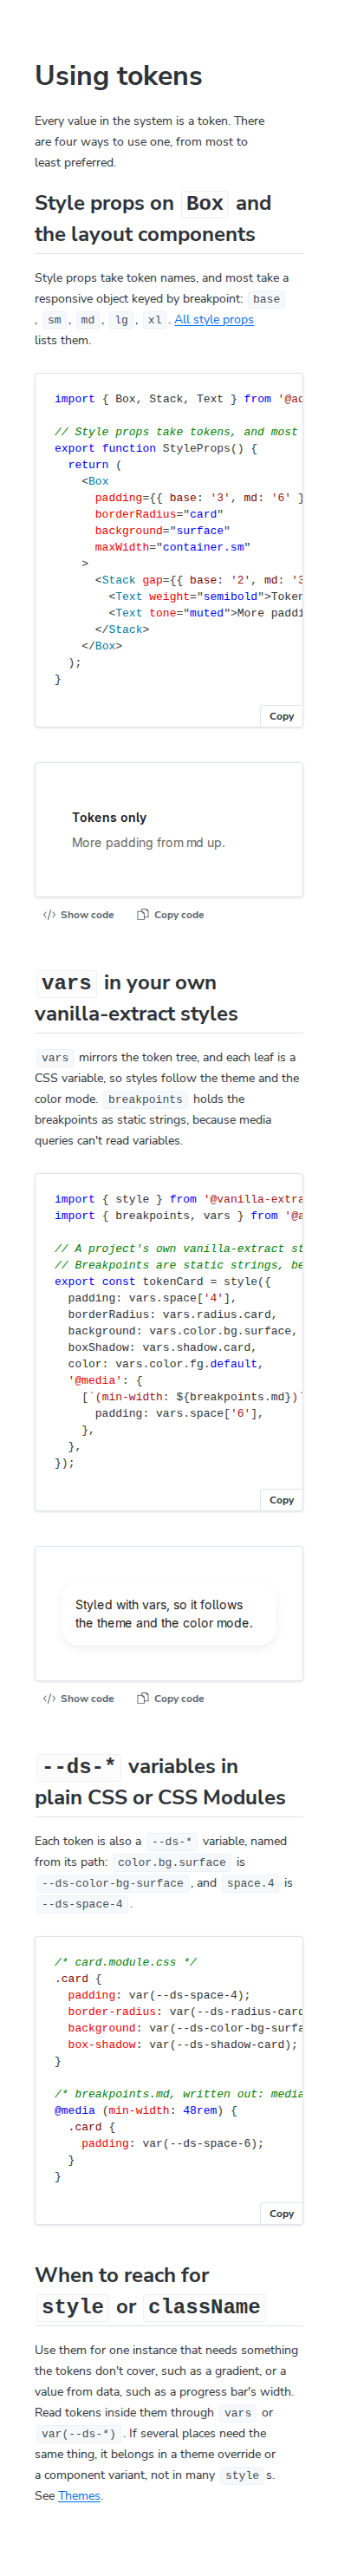 Using tokens
Every value in the system is a token. There
are four ways to use one, from most to
least preferred.
Style props on Box and
the layout components
Style props take token names, and most take a
responsive object keyed by breakpoint: base
, sm, md, lg, xl. All style props
lists them.
import { Box, Stack, Text } from '@ac
// Style props take tokens, and most
export function StyleProps() {
return (
<Box
padding={{ base: '3', md: '6' }
borderRadius="card"
background="surface"
maxWidth="container.sm"
>
<Stack gap={{ base: '2', md: '3
<Text weight="semibold">Token
<Text tone="muted">More paddi
</Stack>
</Box>
);
}
Copy
Tokens only
More padding from md up.
Show code Copy code
vars in your own
vanilla-extract styles
vars mirrors the token tree, and each leaf is a
CSS variable, so styles follow the theme and the
color mode. breakpoints holds the
breakpoints as static strings, because media
queries can't read variables.
import { style } from '@vanilla-extra
import { breakpoints, vars } from '@a
// A project's own vanilla-extract st
// Breakpoints are static strings, be
export const tokenCard = style({
padding: vars.space['4'],
borderRadius: vars.radius.card,
background: vars.color.bg.surface,
boxShadow: vars.shadow.card,
color: vars.color.fg.default,
'@media': {
[`(min-width: ${breakpoints.md})`
padding: vars.space['6'],
},
},
});
Copy
Styled with vars, so it follows
the theme and the color mode.
Show code Copy code
--ds-* variables in
plain CSS or CSS Modules
Each token is also a --ds-* variable, named
from its path: color.bg.surface is
--ds-color-bg-surface, and space.4 is
--ds-space-4.
/* card.module.css */
.card {
padding: var(--ds-space-4);
border-radius: var(--ds-radius-card
background: var(--ds-color-bg-surfa
box-shadow: var(--ds-shadow-card);
}
/* breakpoints.md, written out: media
@media (min-width: 48rem) {
.card {
padding: var(--ds-space-6);
}
}
Copy
When to reach for
style or className
Use them for one instance that needs something
the tokens don't cover, such as a gradient, or a
value from data, such as a progress bar's width.
Read tokens inside them through vars or
var(--ds-*). If several places need the
same thing, it belongs in a theme override or
a component variant, not in many style s.
See Themes.